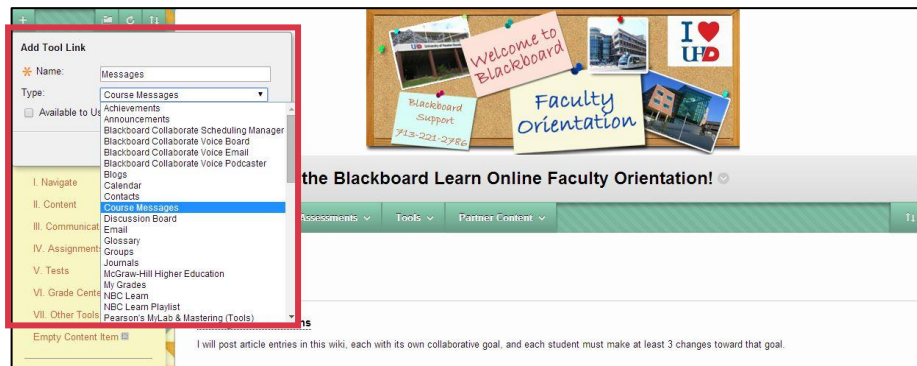 Add Tool Link
Name: Messages
Type: Course Messages
Available to Us
Achievements
Announcements
Blackboard Collaborate Scheduling Manager
Blackboard Collaborate Voice Board
Blackboard Collaborate Voice Email
Blackboard Collaborate Voice Podcaster
Blogs
Calendar
Contacts
Course Messages
Discussion Board
Email
Glossary
Groups
Journals
McGraw-Hill Higher Education
My Grades
NBC Learn
NBC Learn Playlist
Pearson's MyLab & Mastering (Tools)
I. Navigate
II. Content
III. Communicat
IV. Assignment
V. Tests
VI. Grade Cente
VII. Other Tools
Empty Content Item
Welcome to
Blackboard
I
UHD
Blackboard
Support
713-221-2786
Faculty
Orientation
the Blackboard Learn Online Faculty Orientation!
Assessments
Tools
Partner Content
ns
I will post article entries in this wiki, each with its own collaborative goal, and each student must make at least 3 changes toward that goal.